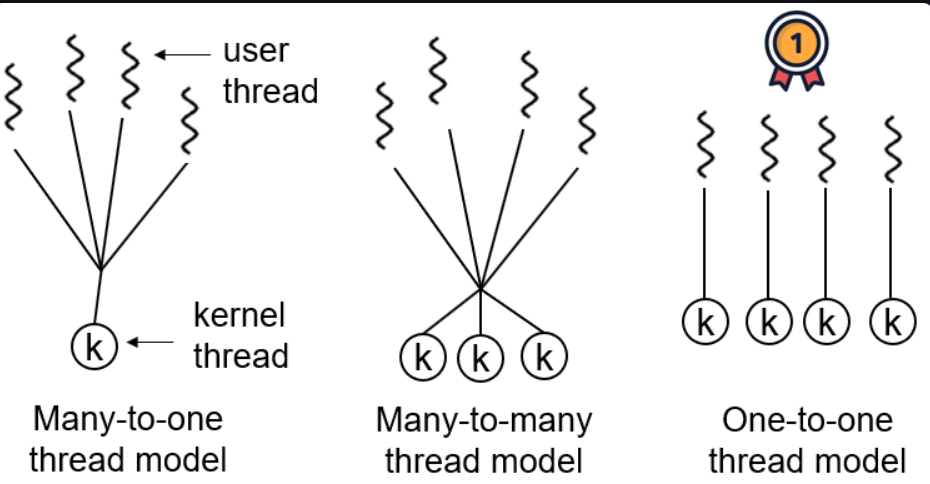 1
user
thread
kernel
thread
k
k
k
k
k
k
k
k
Many-to-one
thread model
Many-to-many
thread model
One-to-one
thread model